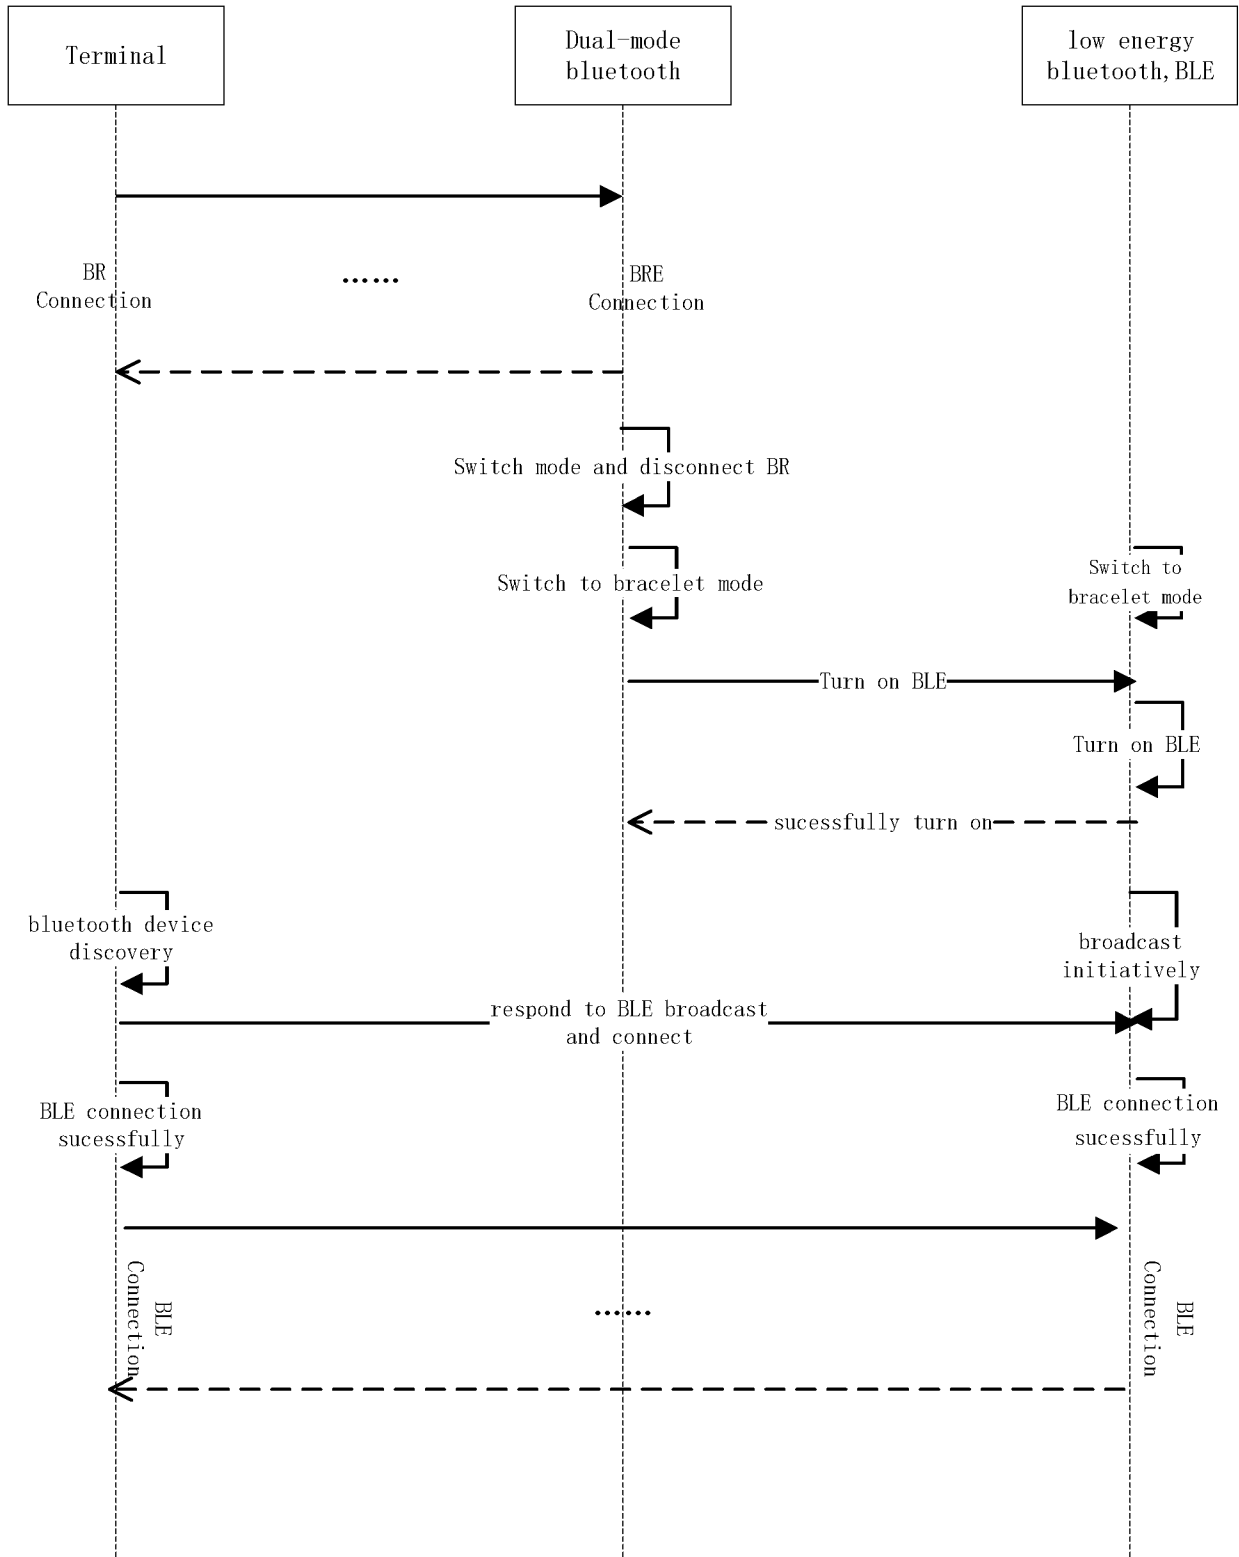 Terminal
Dual-mode
bluetooth
low energy
bluetooth, BLE
BR
Connection
......
BRE
Connection
Switch mode and disconnect BR
Switch to bracelet mode
Switch to
bracelet mode
Turn on BLE
Turn on BLE
sucessfully turn on
bluetooth device
discovery
broadcast
initiatively
respond to BLE broadcast
and connect
BLE connection
sucessfully
BLE connection
sucessfully
BLE
Connection
......
BLE
Connection